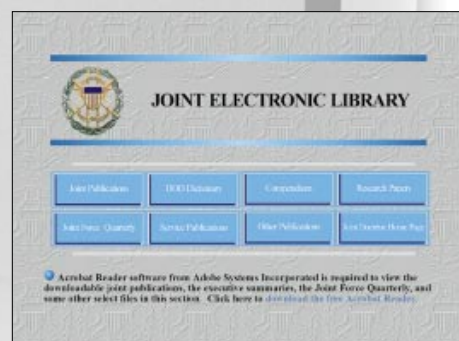 JOINT ELECTRONIC LIBRARY
Joint Publications DOD Dictionary Research Papers
Joint Force Quarterly Service Publications Other Publications Joint Doctrine Home Page
Acrobat Reader software from Adobe Systems Incorporated is required to view the
downloadable joint publications, the executive summaries, the Joint Force Quarterly, and
some other select files in this section. Click here to download the free Acrobat Reader.